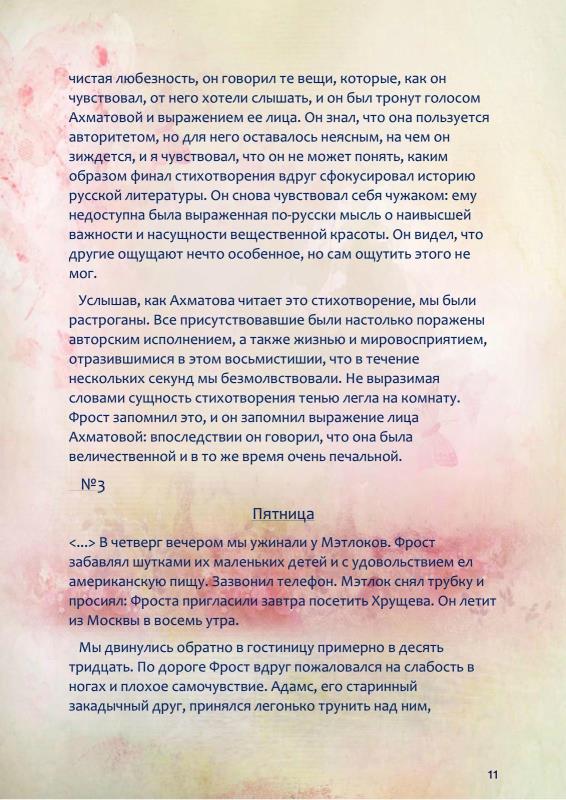 чистая любезность, он говорил те вещи, которые, как он
чувствовал, от него хотели слышать, и он был тронут голосом
Ахматовой и выражением ее лица. Он знал, что она пользуется
авторитетом, но для него оставалось неясным, на чем он
зиждется, и я чувствовал, что он не может понять, каким
образом финал стихотворения вдруг сфокусировал историю
русской литературы. Он снова чувствовал себя чужаком: ему
недоступна была выраженная по-русски мысль о наивысшей
важности и насущности вещественной красоты. Он видел, что
другие ощущают нечто особенное, но сам ощутить этого не
мог.
Услышав, как Ахматова читает это стихотворение, мы были
растроганы. Все присутствовавшие были настолько поражены
авторским исполнением, а также жизнью и мировосприятием,
отразившимися в этом восьмистишии, что в течение
нескольких секунд мы безмолвствовали. Не выразимая
словами сущность стихотворения тенью легла на комнату.
Фрост запомнил это, и он запомнил выражение лица
Ахматовой: впоследствии он говорил, что она была
величественной и в то же время очень печальной.
№3
Пятница
<...> В четверг вечером мы ужинали у Мэтлоков. Фрост
забавлял шутками их маленьких детей и с удовольствием ел
американскую пищу. Зазвонил телефон. Мэтлок снял трубку и
просиял: Фроста пригласили завтра посетить Хрущева. Он летит
из Москвы в восемь утра.
Мы двинулись обратно в гостиницу примерно в десять
тридцать. По дороге Фрост вдруг пожаловался на слабость в
ногах и плохое самочувствие. Адамс, его старинный
закадычный друг, принялся легонько трунить над ним,
11